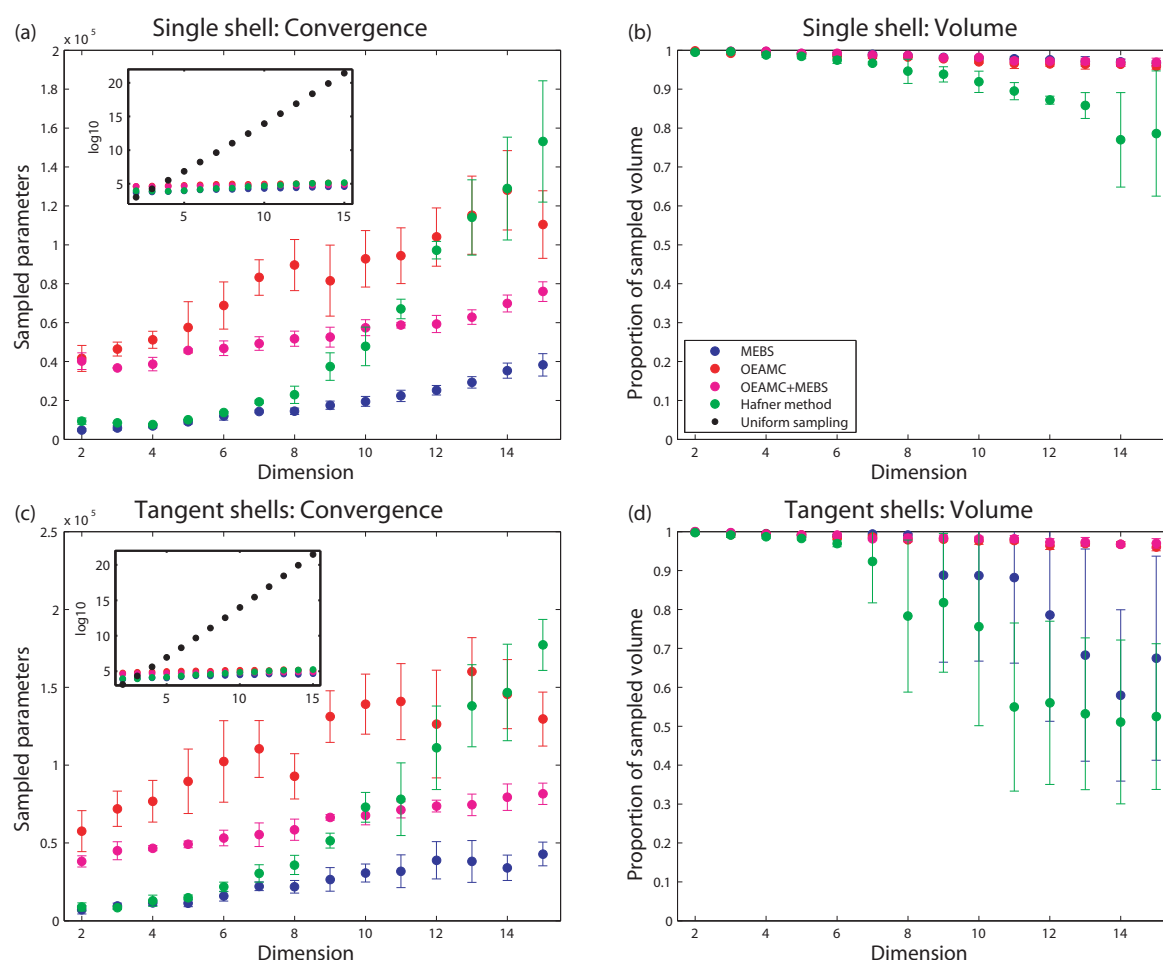 (a)
Single shell: Convergence
x 10⁵
2
1.8
1.6
1.4
1.2
1
0.8
0.6
0.4
0.2
0
Sampled parameters
20
15
10
5
log10
5 10 15
2 4 6 8 10 12 14
Dimension
(b)
Single shell: Volume
1
0.9
0.8
0.7
0.6
0.5
0.4
0.3
0.2
0.1
0
Proportion of sampled volume
MEBS
OEAMC
OEAMC+MEBS
Hafner method
Uniform sampling
2 4 6 8 10 12 14
Dimension
(c)
Tangent shells: Convergence
x 10⁵
2.5
2
1.5
1
0.5
0
Sampled parameters
20
15
10
5
log10
5 10 15
2 4 6 8 10 12 14
Dimension
(d)
Tangent shells: Volume
1
0.9
0.8
0.7
0.6
0.5
0.4
0.3
0.2
0.1
0
Proportion of sampled volume
2 4 6 8 10 12 14
Dimension